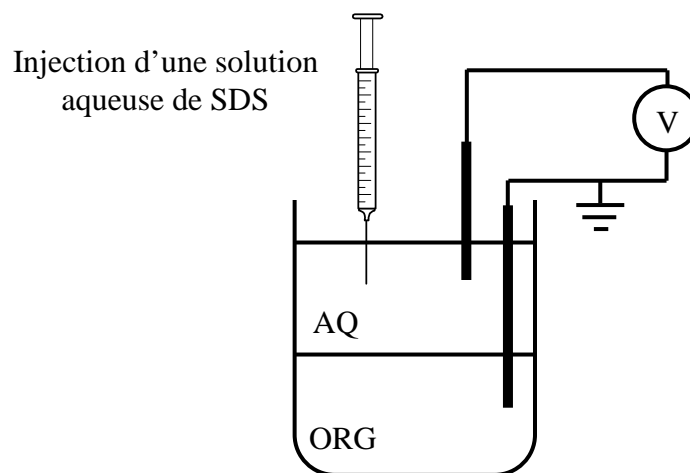 Injection d’une solution
aqueuse de SDS
V
AQ
ORG